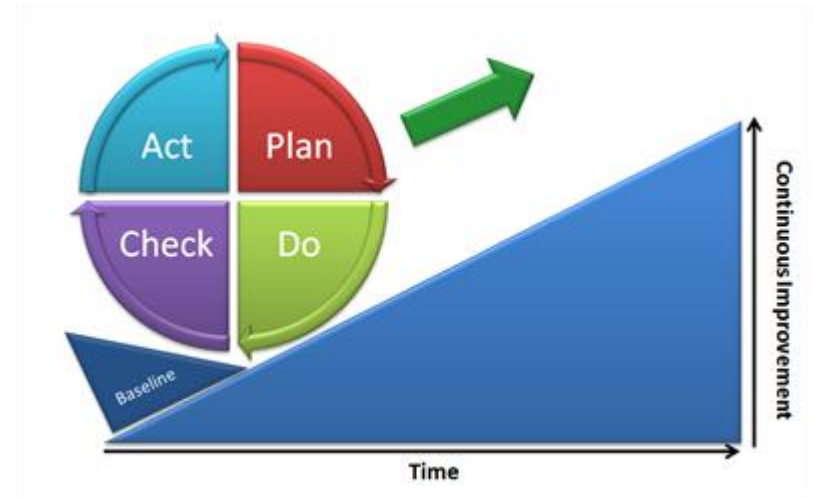 Act
Plan
Check
Do
Baseline
Continuous Improvement
Time